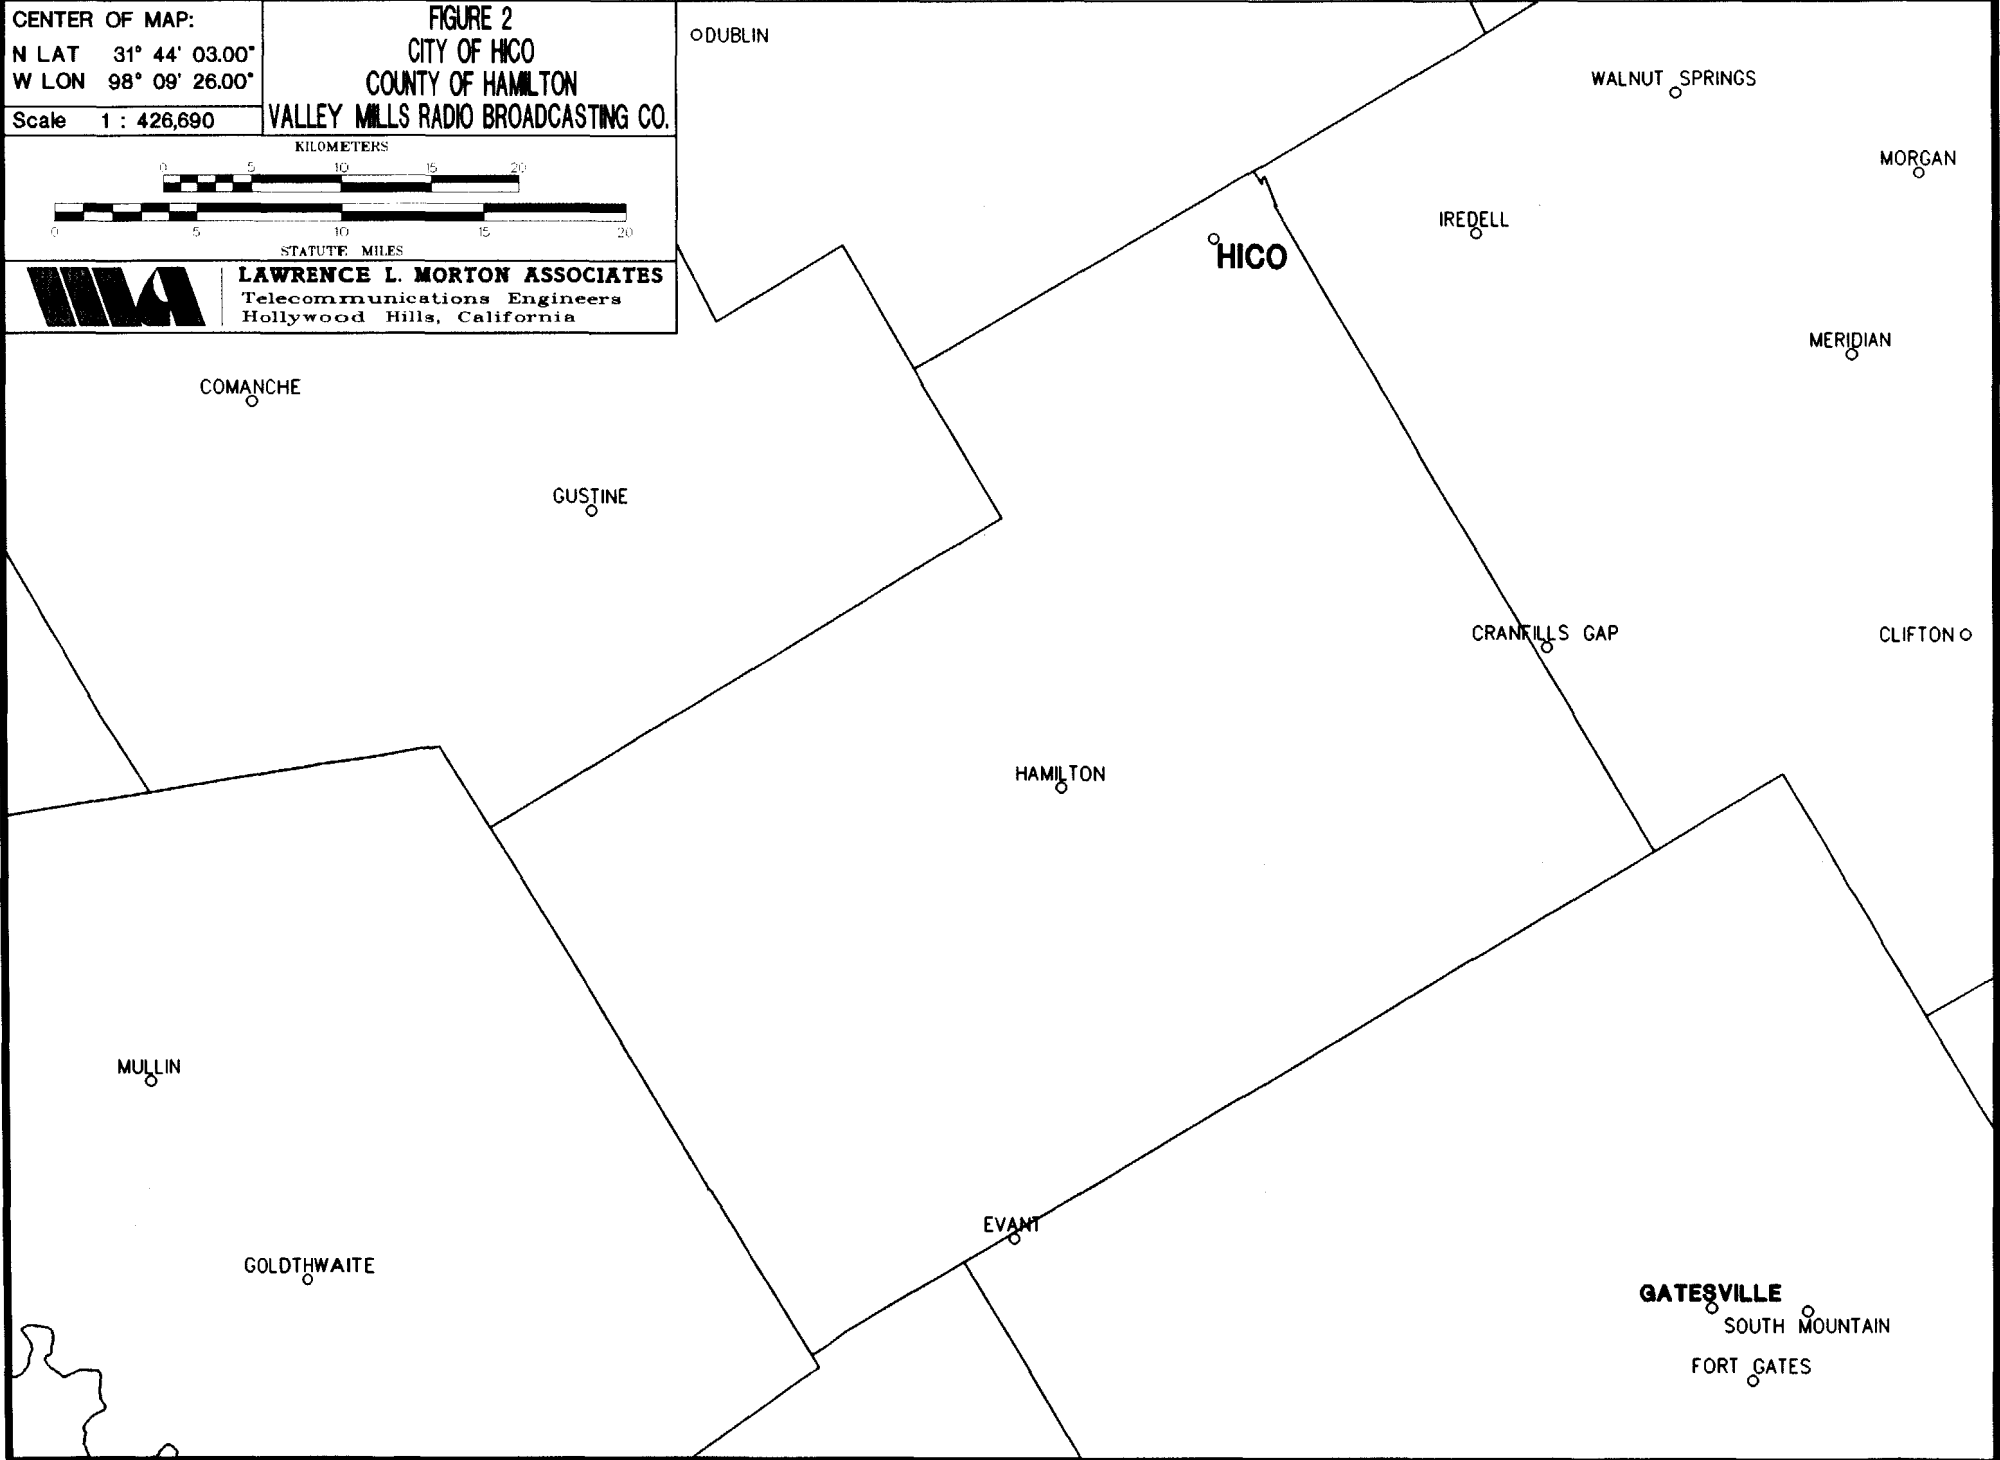 CENTER OF MAP:
N LAT 31° 44' 03.00"
W LON 98° 09' 26.00"
Scale 1 : 426,690
FIGURE 2
CITY OF HICO
COUNTY OF HAMILTON
VALLEY MILLS RADIO BROADCASTING CO.
KILOMETERS
0 5 10 15 20
0 5 10 15 20
STATUTE MILES
LAWRENCE L. MORTON ASSOCIATES
Telecommunications Engineers
Hollywood Hills, California
DUBLIN
WALNUT SPRINGS
MORGAN
IREDELL
HICO
MERIDIAN
COMANCHE
GUSTINE
CRANFILLS GAP
CLIFTON
HAMILTON
MULLIN
EVANT
GOLDTHWAITE
GATESVILLE
SOUTH MOUNTAIN
FORT GATES